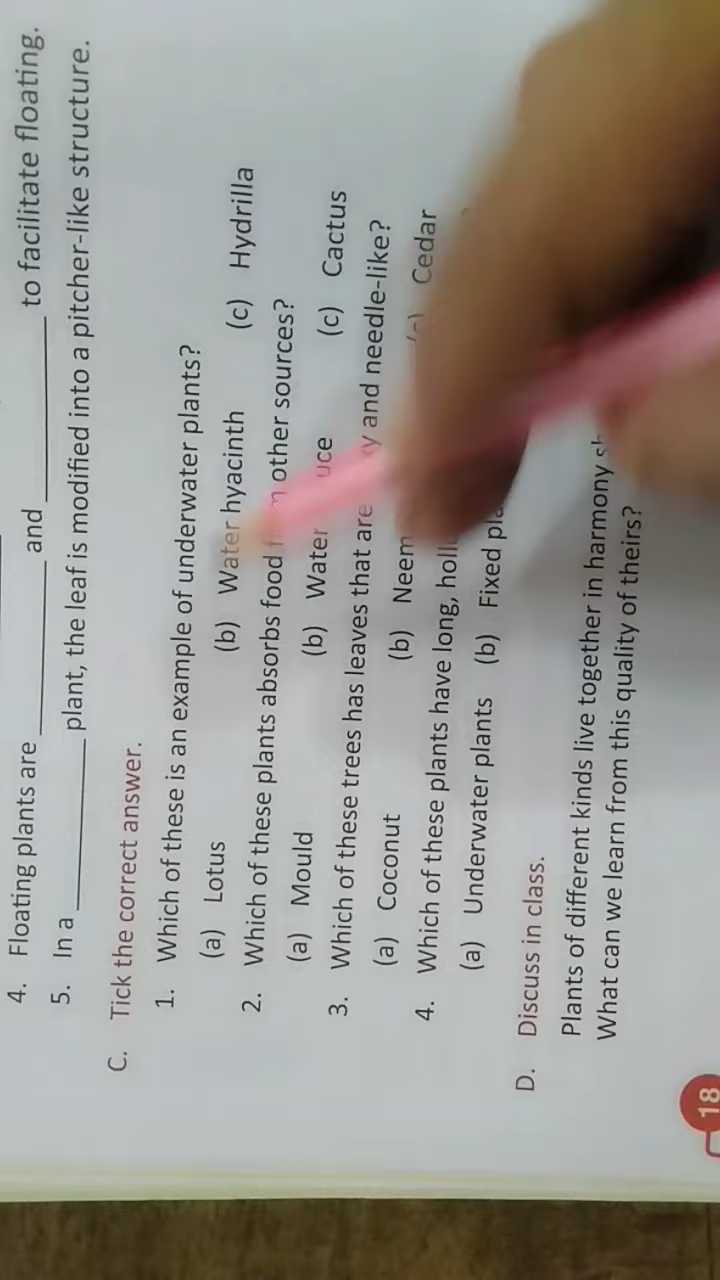 4. Floating plants are ____________ and ____________ to facilitate floating.
5. In a ____________ plant, the leaf is modified into a pitcher-like structure.
C. Tick the correct answer.
1. Which of these is an example of underwater plants?
(a) Lotus (b) Water hyacinth (c) Hydrilla
2. Which of these plants absorbs food other sources?
(a) Mould (b) Water (c) Cactus
3. Which of these trees has leaves that are and needle-like?
(a) Coconut (b) Neem Cedar
4. Which of these plants have long,
(a) Underwater plants (b) Fixed
D. Discuss in class.
Plants of different kinds live together in harmony
What can we learn from this quality of theirs?
18